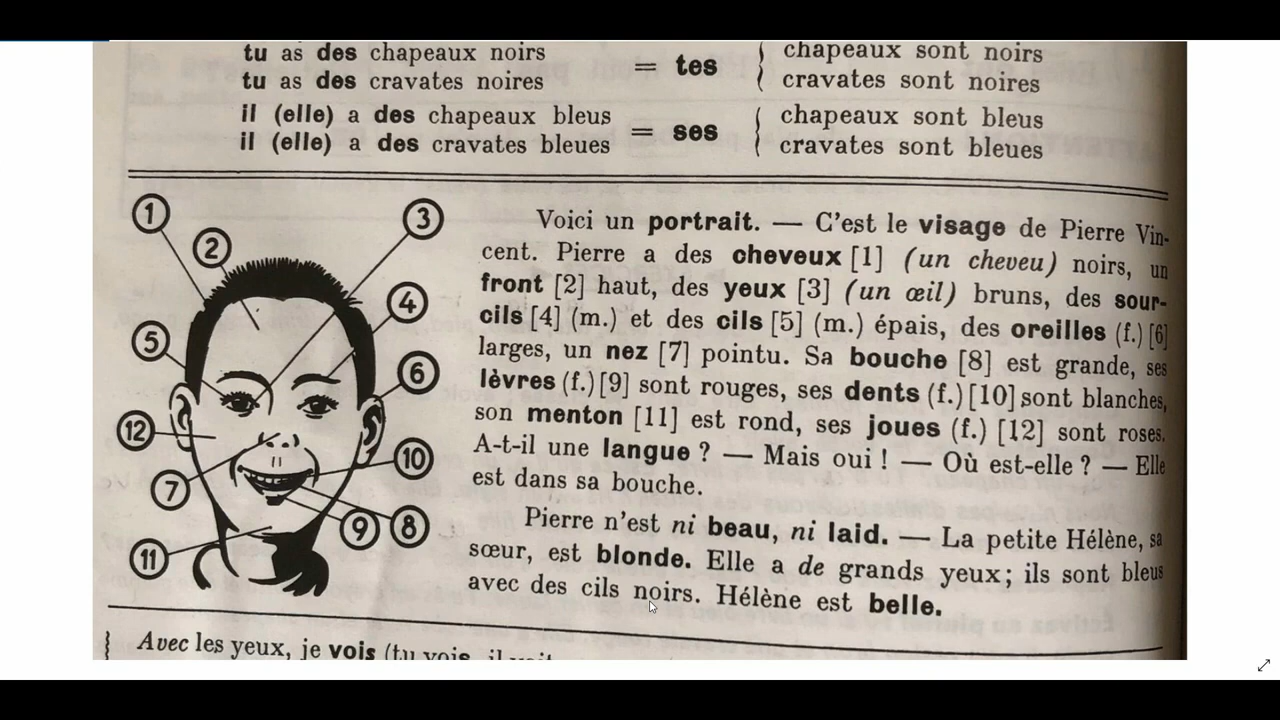 tu as des chapeaux noirs
tu as des cravates noires
= tes
chapeaux sont noirs
cravates sont noires
il (elle) a des chapeaux bleus
il (elle) a des cravates bleues
= ses
chapeaux sont bleus
cravates sont bleues
1
2
3
4
5
6
12
7
10
9
8
11
Voici un portrait. — C'est le visage de Pierre Vin-
cent. Pierre a des cheveux [1] (un cheveu) noirs, un
front [2] haut, des yeux [3] (un œil) bruns, des sour-
cils [4] (m.) et des cils [5] (m.) épais, des oreilles (f.) [6]
larges, un nez [7] pointu. Sa bouche [8] est grande, ses
lèvres (f.) [9] sont rouges, ses dents (f.) [10] sont blanches,
son menton [11] est rond, ses joues (f.) [12] sont roses.
A-t-il une langue ? — Mais oui ! — Où est-elle ? — Elle
est dans sa bouche.
Pierre n'est ni beau, ni laid. — La petite Hélène, sa
sœur, est blonde. Elle a de grands yeux ; ils sont bleus
avec des cils noirs. Hélène est belle.
Avec les yeux, je vois (tu vois, il voit